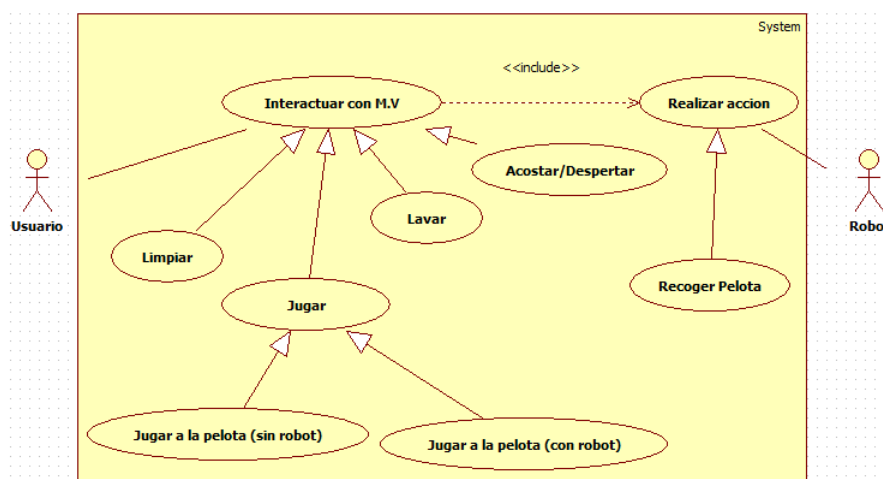 System
<<include>>
Interactuar con M.V
Realizar accion
Acostar/Despertar
Usuario
Lavar
Robo
Limpiar
Recoger Pelota
Jugar
Jugar a la pelota (sin robot)
Jugar a la pelota (con robot)